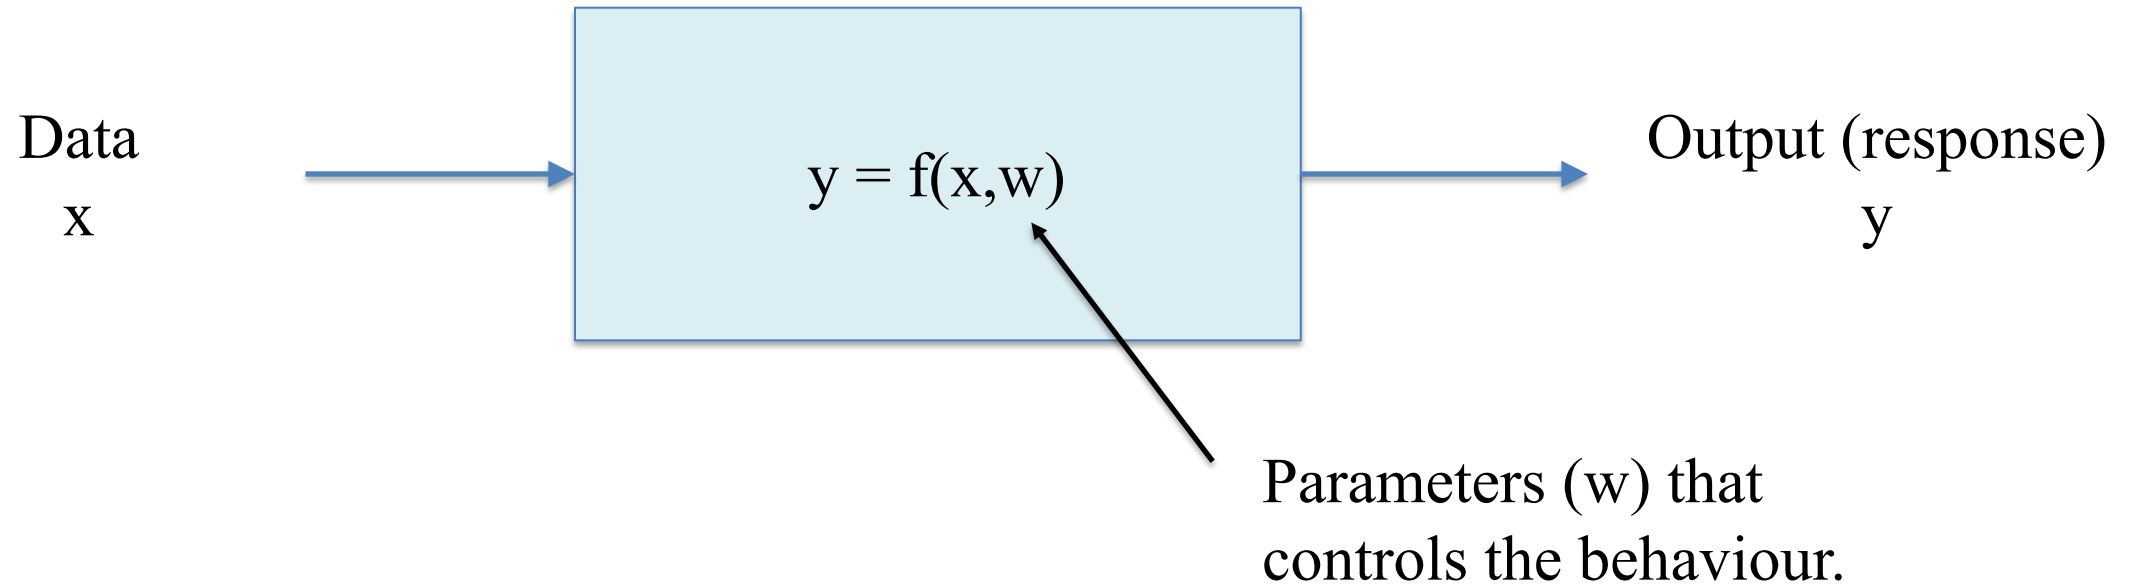 Data
x
y = f(x,w)
Output (response)
y
Parameters (w) that
controls the behaviour.